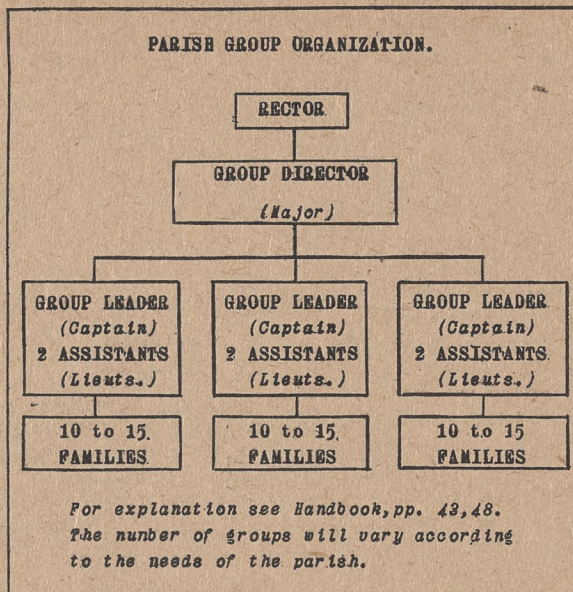 PARISH GROUP ORGANIZATION.
RECTOR
GROUP DIRECTOR
(Major)
GROUP LEADER
(Captain)
2 ASSISTANTS
(Lieuts.)
10 to 15.
FAMILIES
GROUP LEADER
(Captain)
2 ASSISTANTS
(Lieuts.)
10 to 15.
FAMILIES
GROUP LEADER
(Captain)
2 ASSISTANTS.
(Lieuts.)
10 to 15
FAMILIES
For explanation see Handbook,pp. 43,48.
The number of groups will vary according
to the needs of the parish.